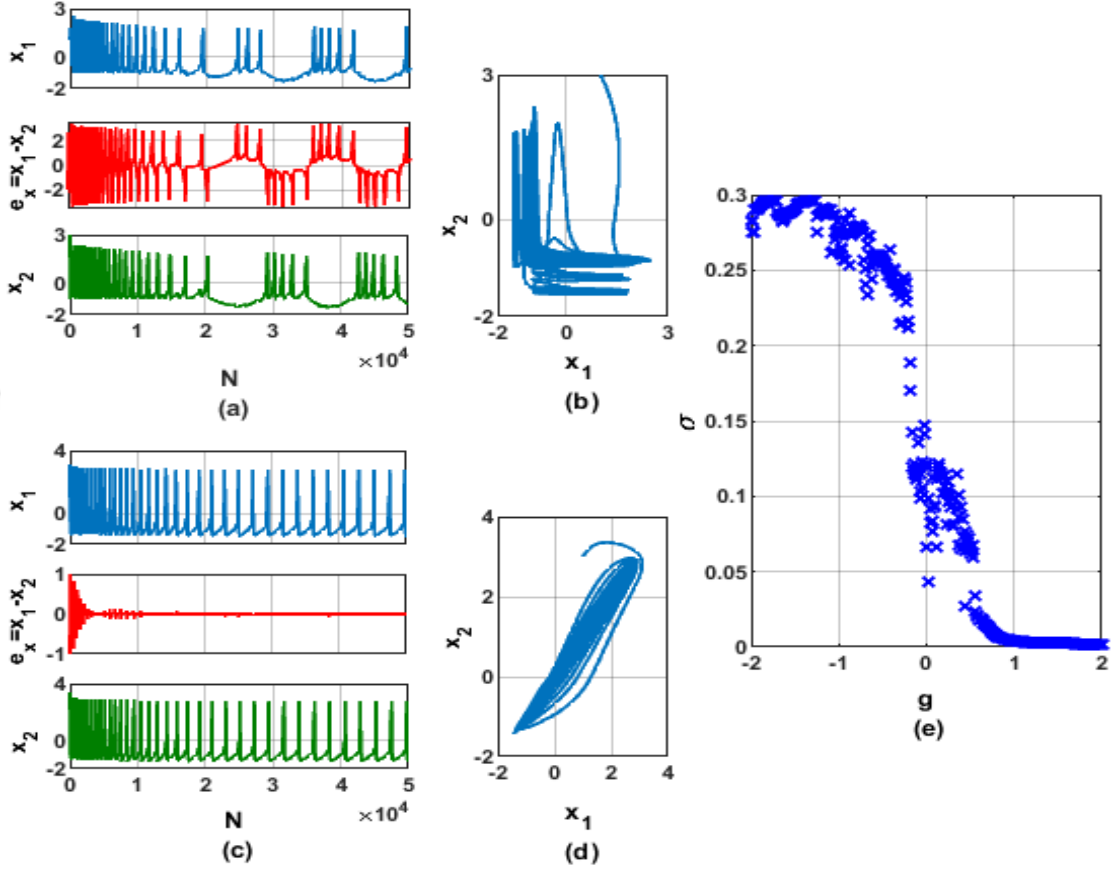 3
0
-2
x1
2
0
-2
ex=x1-x2
3
0
-2
x2
0 1 2 3 4 5
×10^4
N
(a)
3
0
-2
x2
-2 0 3
x1
(b)
4
0
-2
x1
1
0
-1
ex=x1-x2
4
0
-2
x2
0 1 2 3 4 5
×10^4
N
(c)
4
2
0
-2
x2
-2 0 2 4
x1
(d)
0.3
0.25
0.2
0.15
0.1
0.05
0
σ
-2 -1 0 1 2
g
(e)